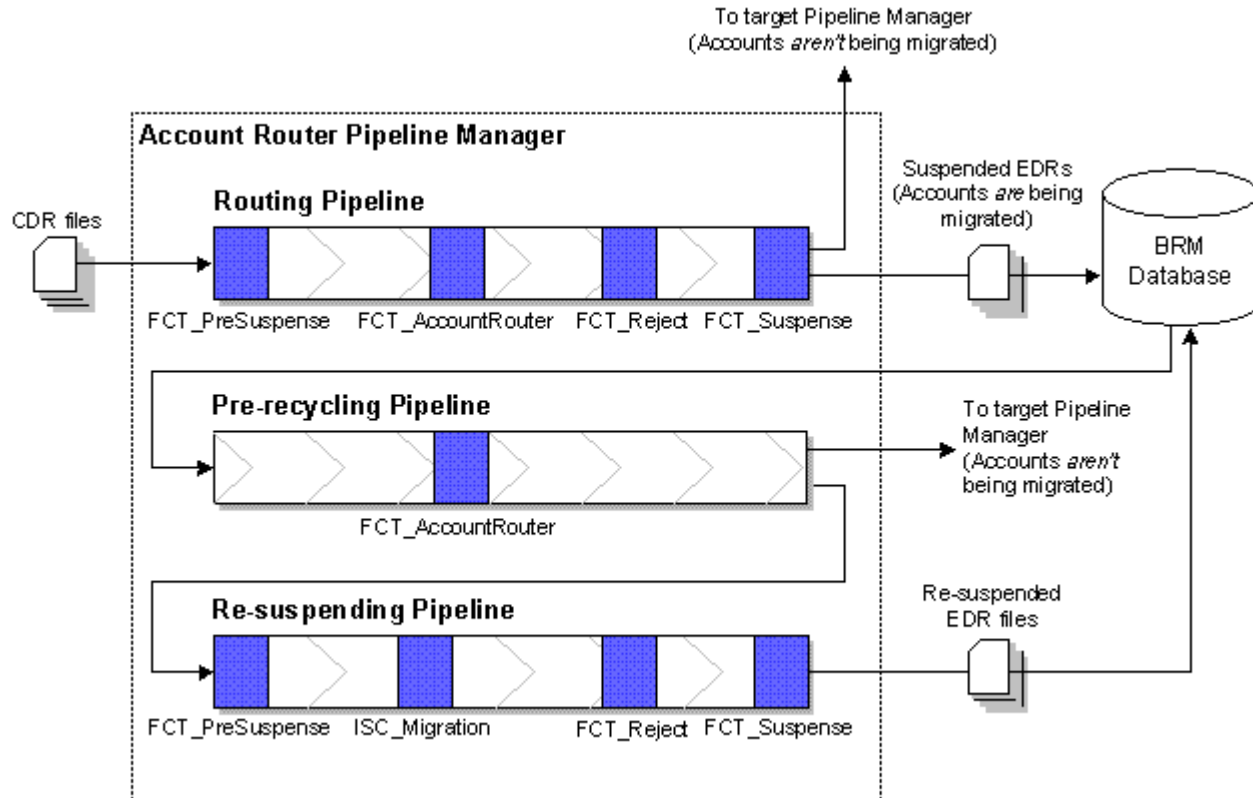 To target Pipeline Manager
(Accounts aren't being migrated)
Account Router Pipeline Manager
Suspended EDRs
(Accounts are being
migrated)
Routing Pipeline
CDR files
BRM
Database
FCT_PreSuspense
FCT_AccountRouter
FCT_Reject
FCT_Suspense
Pre-recycling Pipeline
To target Pipeline
Manager
(Accounts aren't
being migrated)
FCT_AccountRouter
Re-suspending Pipeline
Re-suspended
EDR files
FCT_PreSuspense
ISC_Migration
FCT_Reject
FCT_Suspense